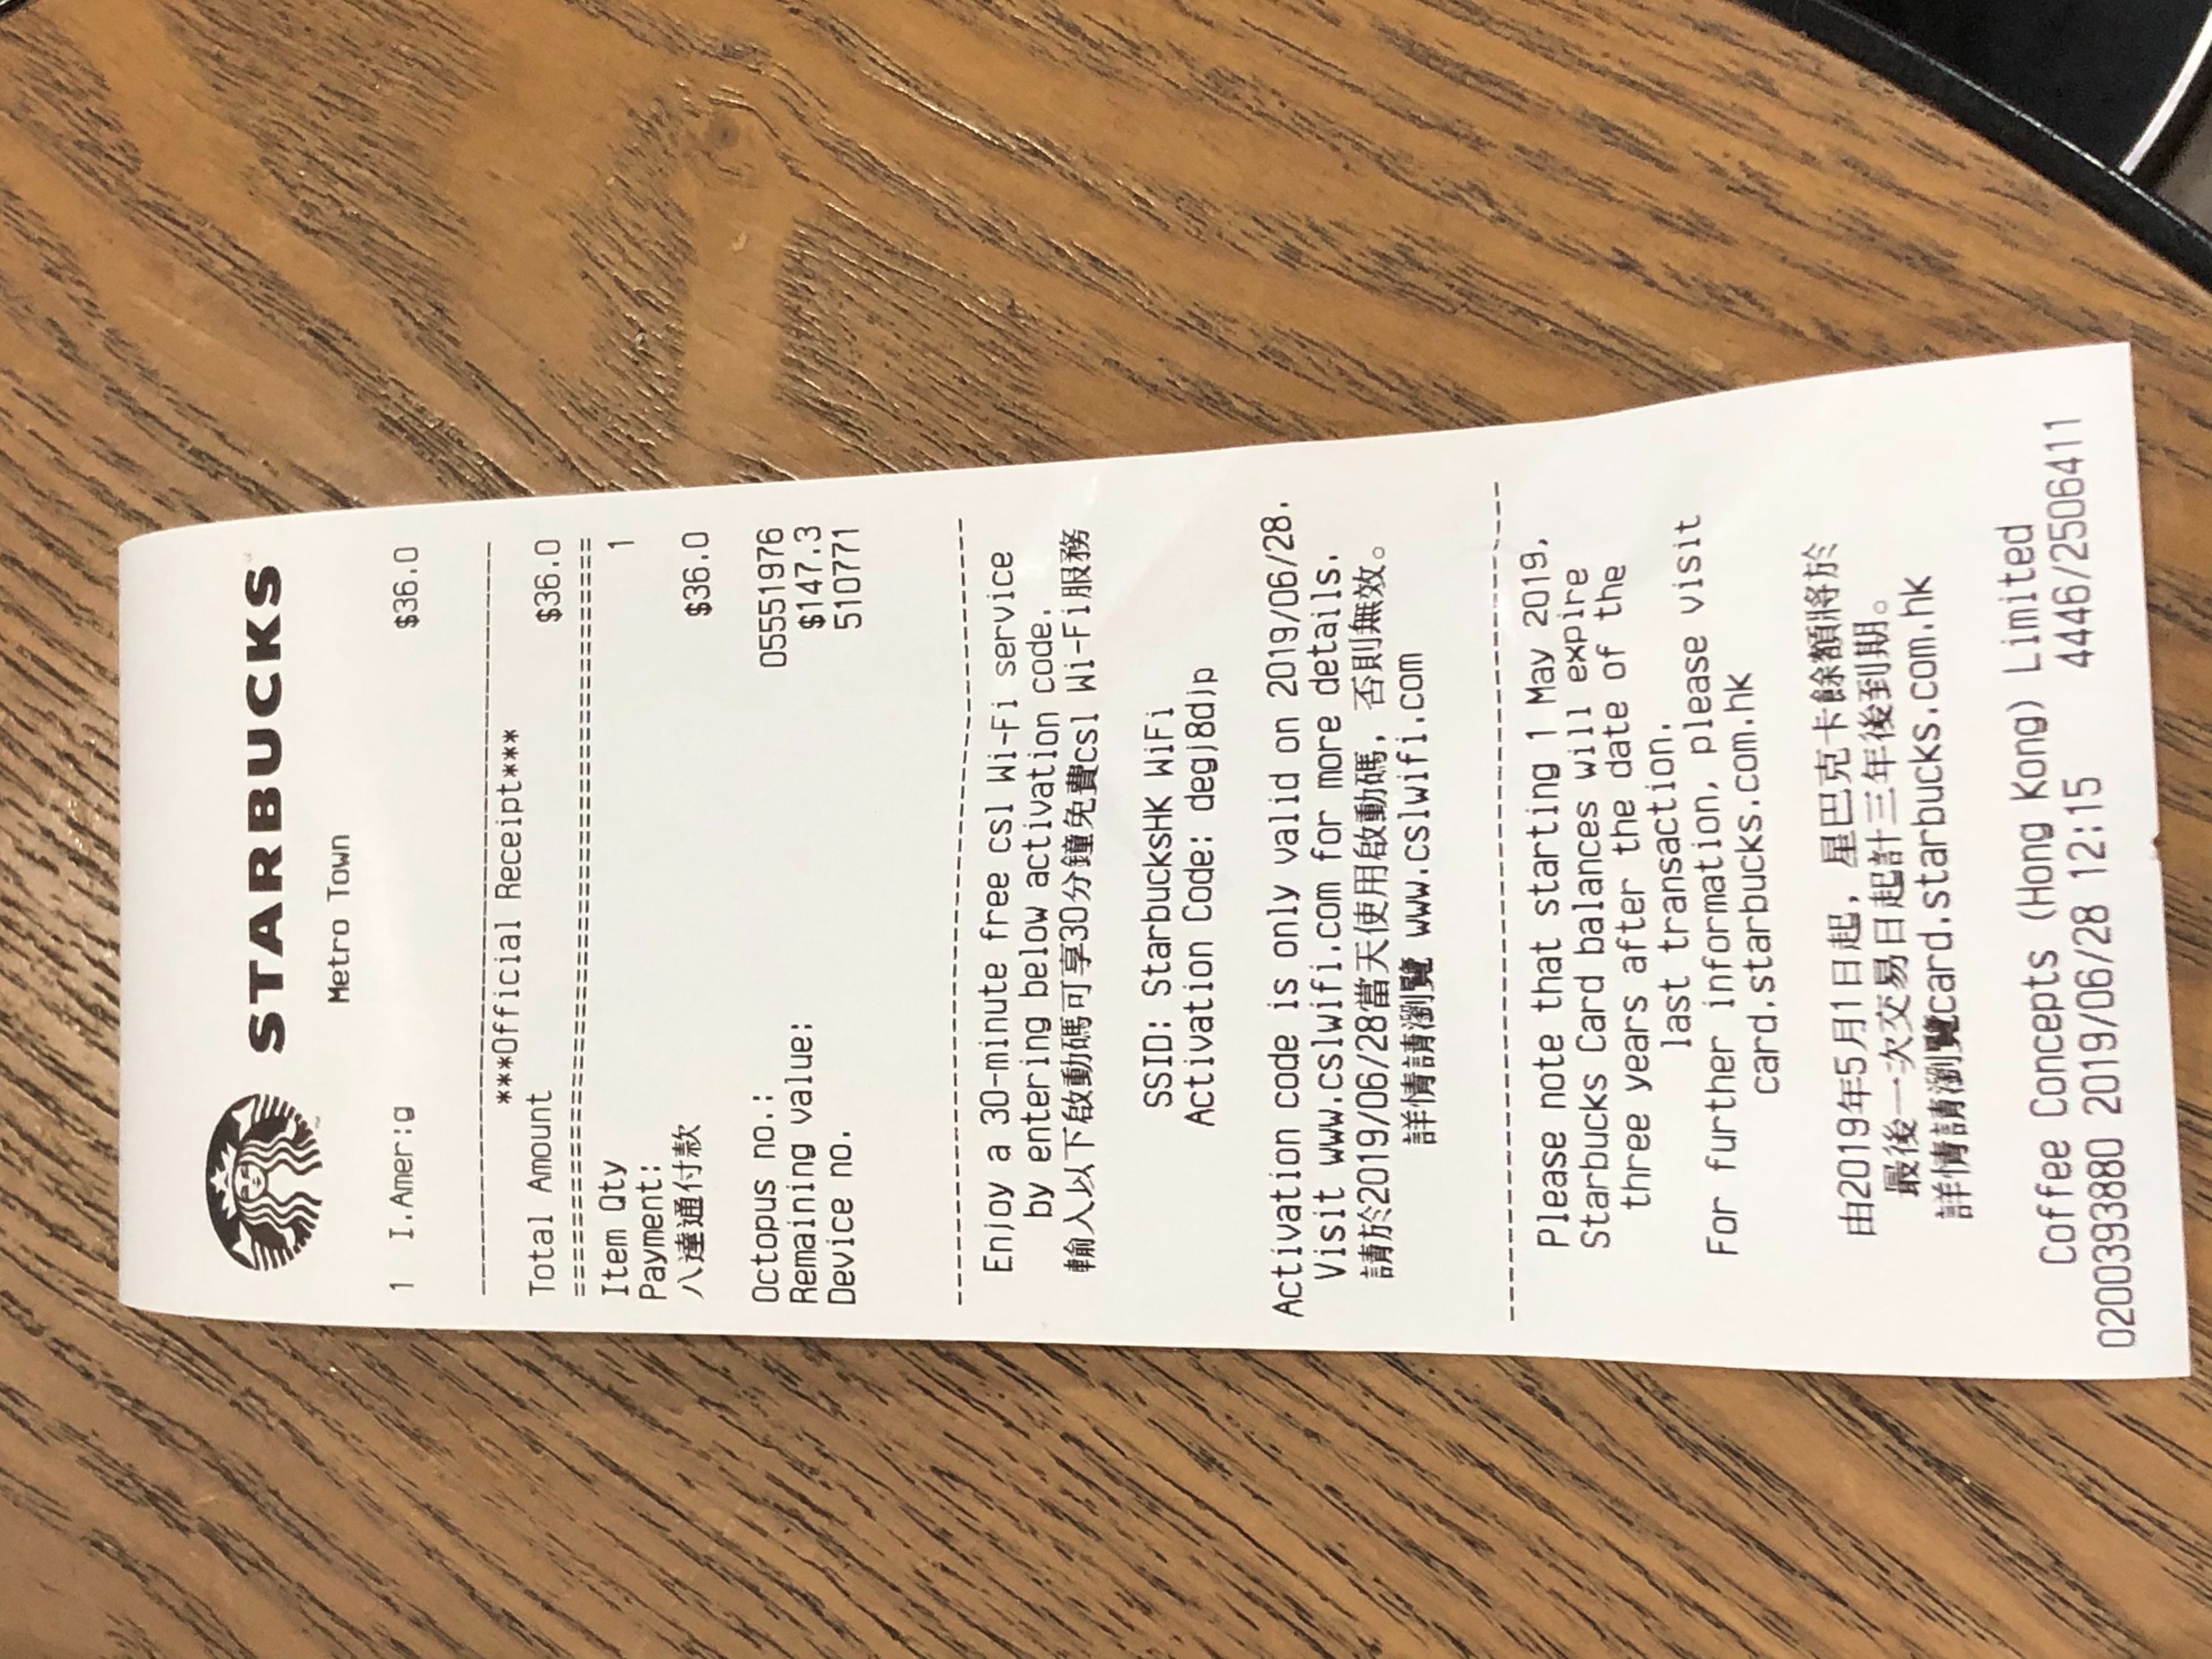 STARBUCKS
Metro Town
1 I.Amer:g $36.0
***Official Receipt***
Total Amount $36.0
Item Qty 1
Payment:
八達通付款 $36.0
Octopus no.: 05551976
Remaining value: $147.3
Device no. 510771
Enjoy a 30-minute free csl Wi-Fi service
by entering below activation code.
輸入以下啟動碼可享30分鐘免費csl Wi-Fi服務
SSID: StarbucksHK WiFi
Activation Code: degj8djp
Activation code is only valid on 2019/06/28.
Visit www.cslwifi.com for more details.
請於2019/06/28當天使用啟動碼，否則無效。
詳情請瀏覽 www.cslwifi.com
Please note that starting 1 May 2019,
Starbucks Card balances will expire
three years after the date of the
last transaction.
For further information, please visit
card.starbucks.com.hk
由2019年5月1日起，星巴克卡餘額將於
最後一次交易日起計三年後到期。
詳情請瀏覽card.starbucks.com.hk
Coffee Concepts (Hong Kong) Limited
0200393880 2019/06/28 12:15 4446/2506411